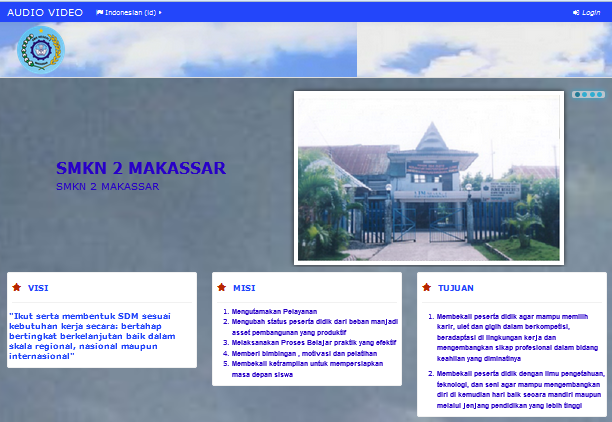 AUDIO VIDEO
Indonesian (id)
Login
SMKN 2 MAKASSAR
SMKN 2 MAKASSAR
VISI
"Ikut serta membentuk SDM sesuai
kebutuhan kerja secara: bertahap
bertingkat berkelanjutan baik dalam
skala regional, nasional maupun
internasional"
MISI
1. Mengutamakan Pelayanan
2. Mengubah status peserta didik dari beban manjadi
asset pembangunan yang produktif
3. Melaksanakan Proses Belajar praktik yang efektif
4. Memberi bimbingan , motivasi dan pelatihan
5. Membekali ketrampilan untuk mempersiapkan
masa depan siswa
TUJUAN
1. Membekali peserta didik agar mampu memilih
karir, ulet dan gigih dalam berkompetisi,
beradaptasi di lingkungan kerja dan
mengembangkan sikap profesional dalam bidang
keahlian yang diminatinya
2. Membekali peserta didik dengan ilmu pengetahuan,
teknologi, dan seni agar mampu mengembangkan
diri di kemudian hari baik secara mandiri maupun
melalui jenjang pendidikan yang lebih tinggi